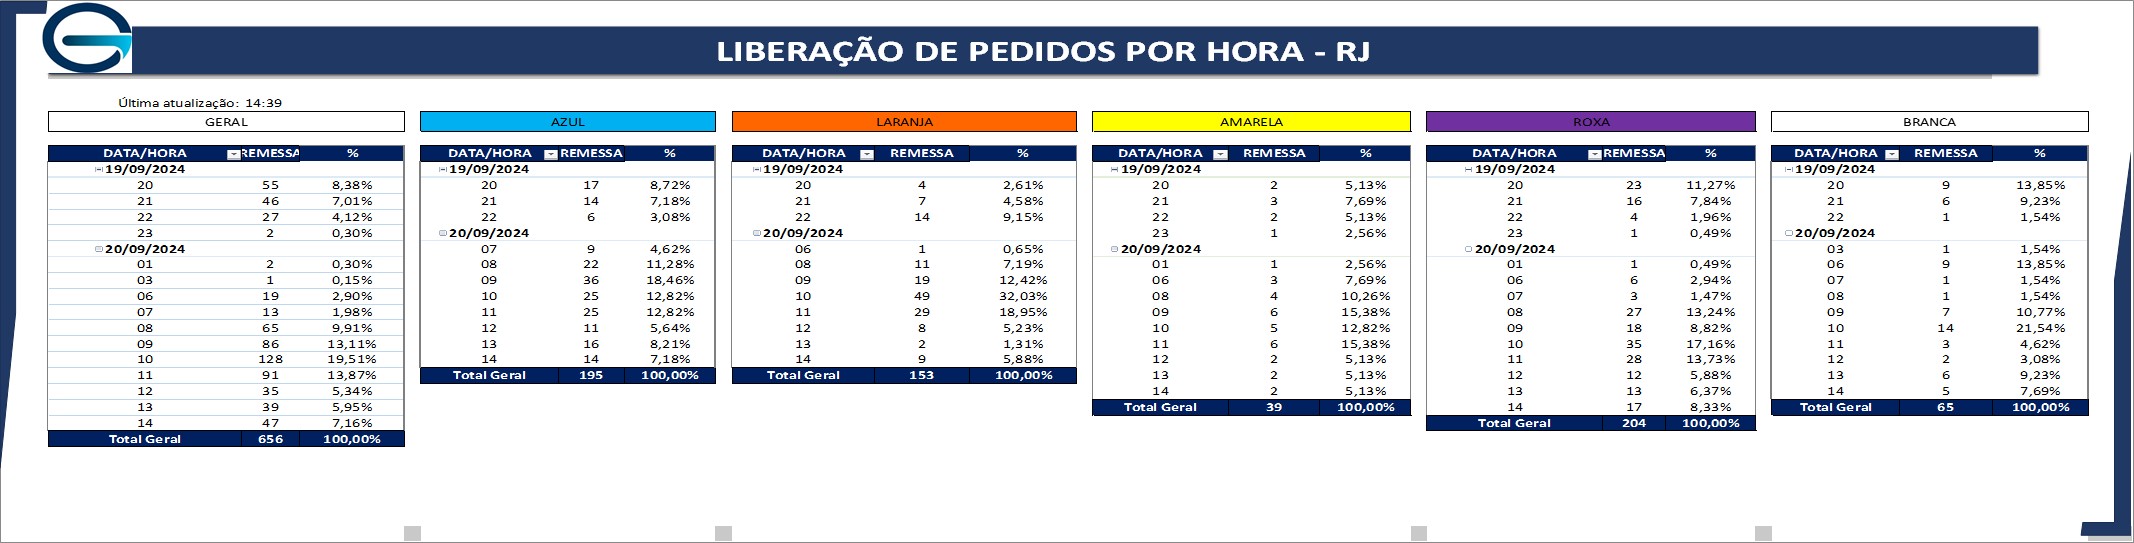 LIBERAÇÃO DE PEDIDOS POR HORA - RJ
Última atualização: 14:39
GERAL
DATA/HORA REMESSA %
19/09/2024
20 55 8,38%
21 46 7,01%
22 27 4,12%
23 2 0,30%
20/09/2024
01 2 0,30%
03 1 0,15%
06 19 2,90%
07 13 1,98%
08 65 9,91%
09 86 13,11%
10 128 19,51%
11 91 13,87%
12 35 5,34%
13 39 5,95%
14 47 7,16%
Total Geral 656 100,00%
AZUL
DATA/HORA REMESSA %
19/09/2024
20 17 8,72%
21 14 7,18%
22 6 3,08%
20/09/2024
07 9 4,62%
08 22 11,28%
09 36 18,46%
10 25 12,82%
11 25 12,82%
12 11 5,64%
13 16 8,21%
14 14 7,18%
Total Geral 195 100,00%
LARANJA
DATA/HORA REMESSA %
19/09/2024
20 4 2,61%
21 7 4,58%
22 14 9,15%
20/09/2024
06 1 0,65%
08 11 7,19%
09 19 12,42%
10 49 32,03%
11 29 18,95%
12 8 5,23%
13 2 1,31%
14 9 5,88%
Total Geral 153 100,00%
AMARELA
DATA/HORA REMESSA %
19/09/2024
20 2 5,13%
21 3 7,69%
22 2 5,13%
23 1 2,56%
20/09/2024
01 1 2,56%
06 3 7,69%
08 4 10,26%
09 6 15,38%
10 5 12,82%
11 6 15,38%
12 2 5,13%
13 2 5,13%
14 2 5,13%
Total Geral 39 100,00%
ROXA
DATA/HORA REMESSA %
19/09/2024
20 23 11,27%
21 16 7,84%
22 4 1,96%
23 1 0,49%
20/09/2024
01 1 0,49%
06 6 2,94%
07 3 1,47%
08 27 13,24%
09 18 8,82%
10 35 17,16%
11 28 13,73%
12 12 5,88%
13 13 6,37%
14 17 8,33%
Total Geral 204 100,00%
BRANCA
DATA/HORA REMESSA %
19/09/2024
20 9 13,85%
21 6 9,23%
22 1 1,54%
20/09/2024
03 1 1,54%
06 9 13,85%
07 1 1,54%
08 1 1,54%
09 7 10,77%
10 14 21,54%
11 3 4,62%
12 2 3,08%
13 6 9,23%
14 5 7,69%
Total Geral 65 100,00%